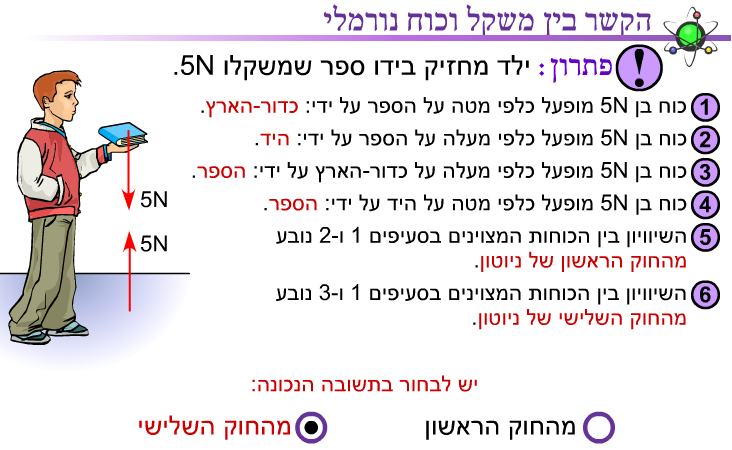 הקשר בין משקל וכוח נורמלי
! פתרון: ילד מחזיק בידו ספר שמשקלו 5N.
1 כוח בן 5N מופעל כלפי מטה על הספר על ידי: כדור-הארץ.
2 כוח בן 5N מופעל כלפי מעלה על הספר על ידי: היד.
3 כוח בן 5N מופעל כלפי מעלה על כדור-הארץ על ידי: הספר.
4 כוח בן 5N מופעל כלפי מטה על היד על ידי: הספר.
5 השיוויון בין הכוחות המצוינים בסעיפים 1 ו-2 נובע
מהחוק הראשון של ניוטון.
6 השיוויון בין הכוחות המצוינים בסעיפים 1 ו-3 נובע
מהחוק השלישי של ניוטון.
5N
5N
יש לבחור בתשובה הנכונה:
מהחוק הראשון
מהחוק השלישי